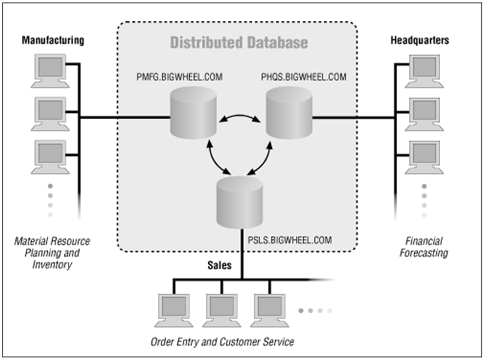 Manufacturing
Distributed Database
Headquarters
PMFG.BIGWHEEL.COM
PHQS.BIGWHEEL.COM
PSLS.BIGWHEEL.COM
Material Resource
Planning and
Inventory
Financial
Forecasting
Sales
Order Entry and Customer Service